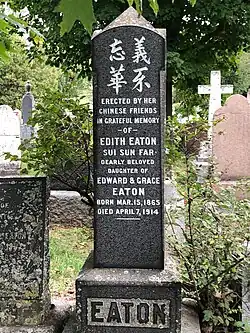 義不
忘華
ERECTED BY HER
CHINESE FRIENDS
IN GRATEFUL MEMORY
-OF-
EDITH EATON
SUI SUN FAR
DEARLY BELOVED
DAUGHTER OF
EDWARD & GRACE
EATON
BORN MAR. 15, 1865
DIED APRIL 7, 1914
EATON